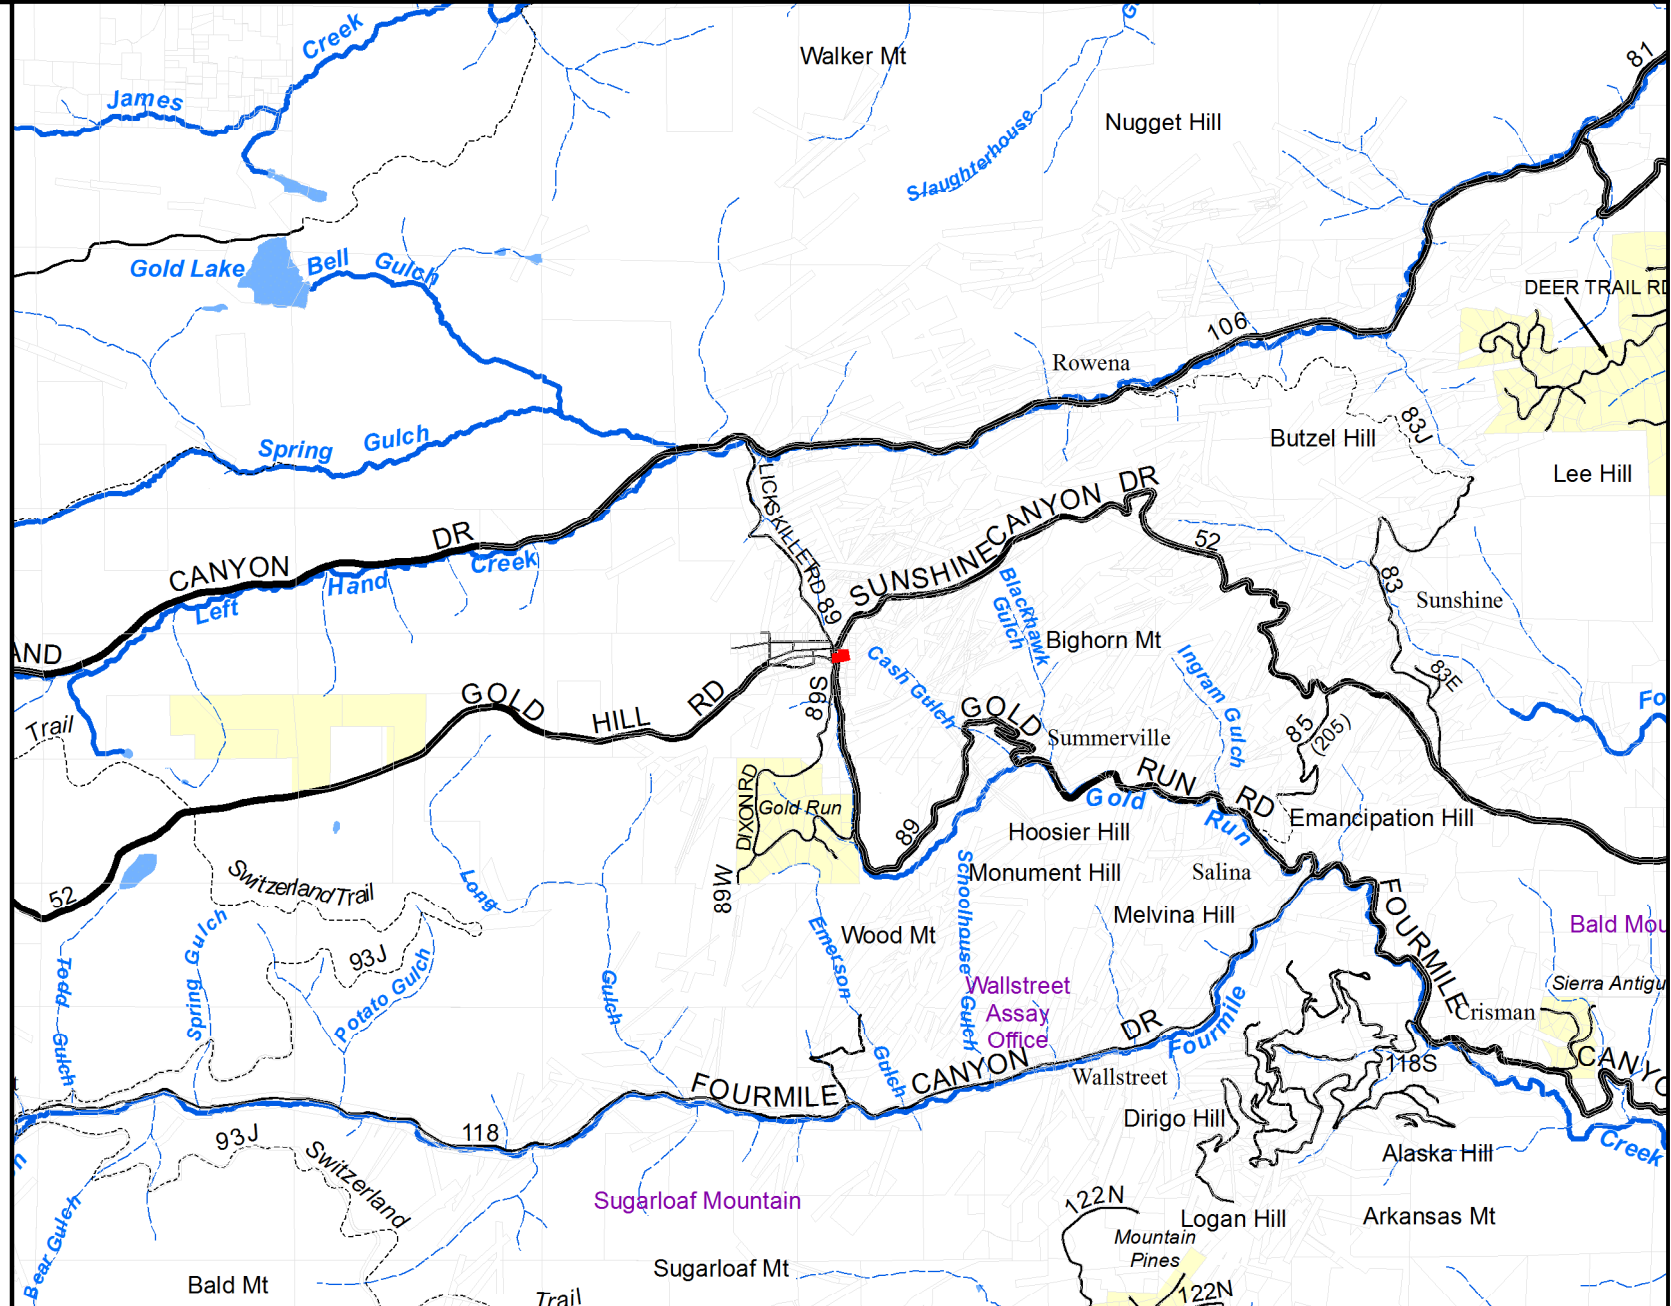 Creek
James
Walker Mt
Nugget Hill
81
Slaughterhouse
G
Gold Lake
Bell
Gulch
DEER TRAIL RD
106
Rowena
83J
Butzel Hill
Lee Hill
Spring
Gulch
LICKSKILLET RD 89
SUNSHINE CANYON DR
52
CANYON
DR
Left
Hand
Creek
AND
83
Sunshine
Blackhawk
Gulch
Bighorn Mt
Cash Gulch
Ingram Gulch
83E
Fo
Trail
GOLD
HILL
RD
89S
GOLD
Summerville
85
(205)
RUN
RD
Gold
Run
Emancipation Hill
DIXON RD
Gold Run
89
Hoosier Hill
Monument Hill
Salina
Melvina Hill
52
Switzerland Trail
Long
Gulch
89W
Schoolhouse Gulch
Wood Mt
Emerson
Gulch
FOURMILE
Bald Mou
93J
Spring Gulch
Potato Gulch
Todd
Gulch
Wallstreet
Assay
Office
Sierra Antigu
Crisman
DR
Fourmile
CANYON
118S
CANYO
t
FOURMILE
Wallstreet
Dirigo Hill
Alaska Hill
Creek
118
93J
Switzerland
n
Bear Gulch
Sugarloaf Mountain
122N
Logan Hill
Arkansas Mt
Mountain
Pines
Bald Mt
Sugarloaf Mt
Trail
122N